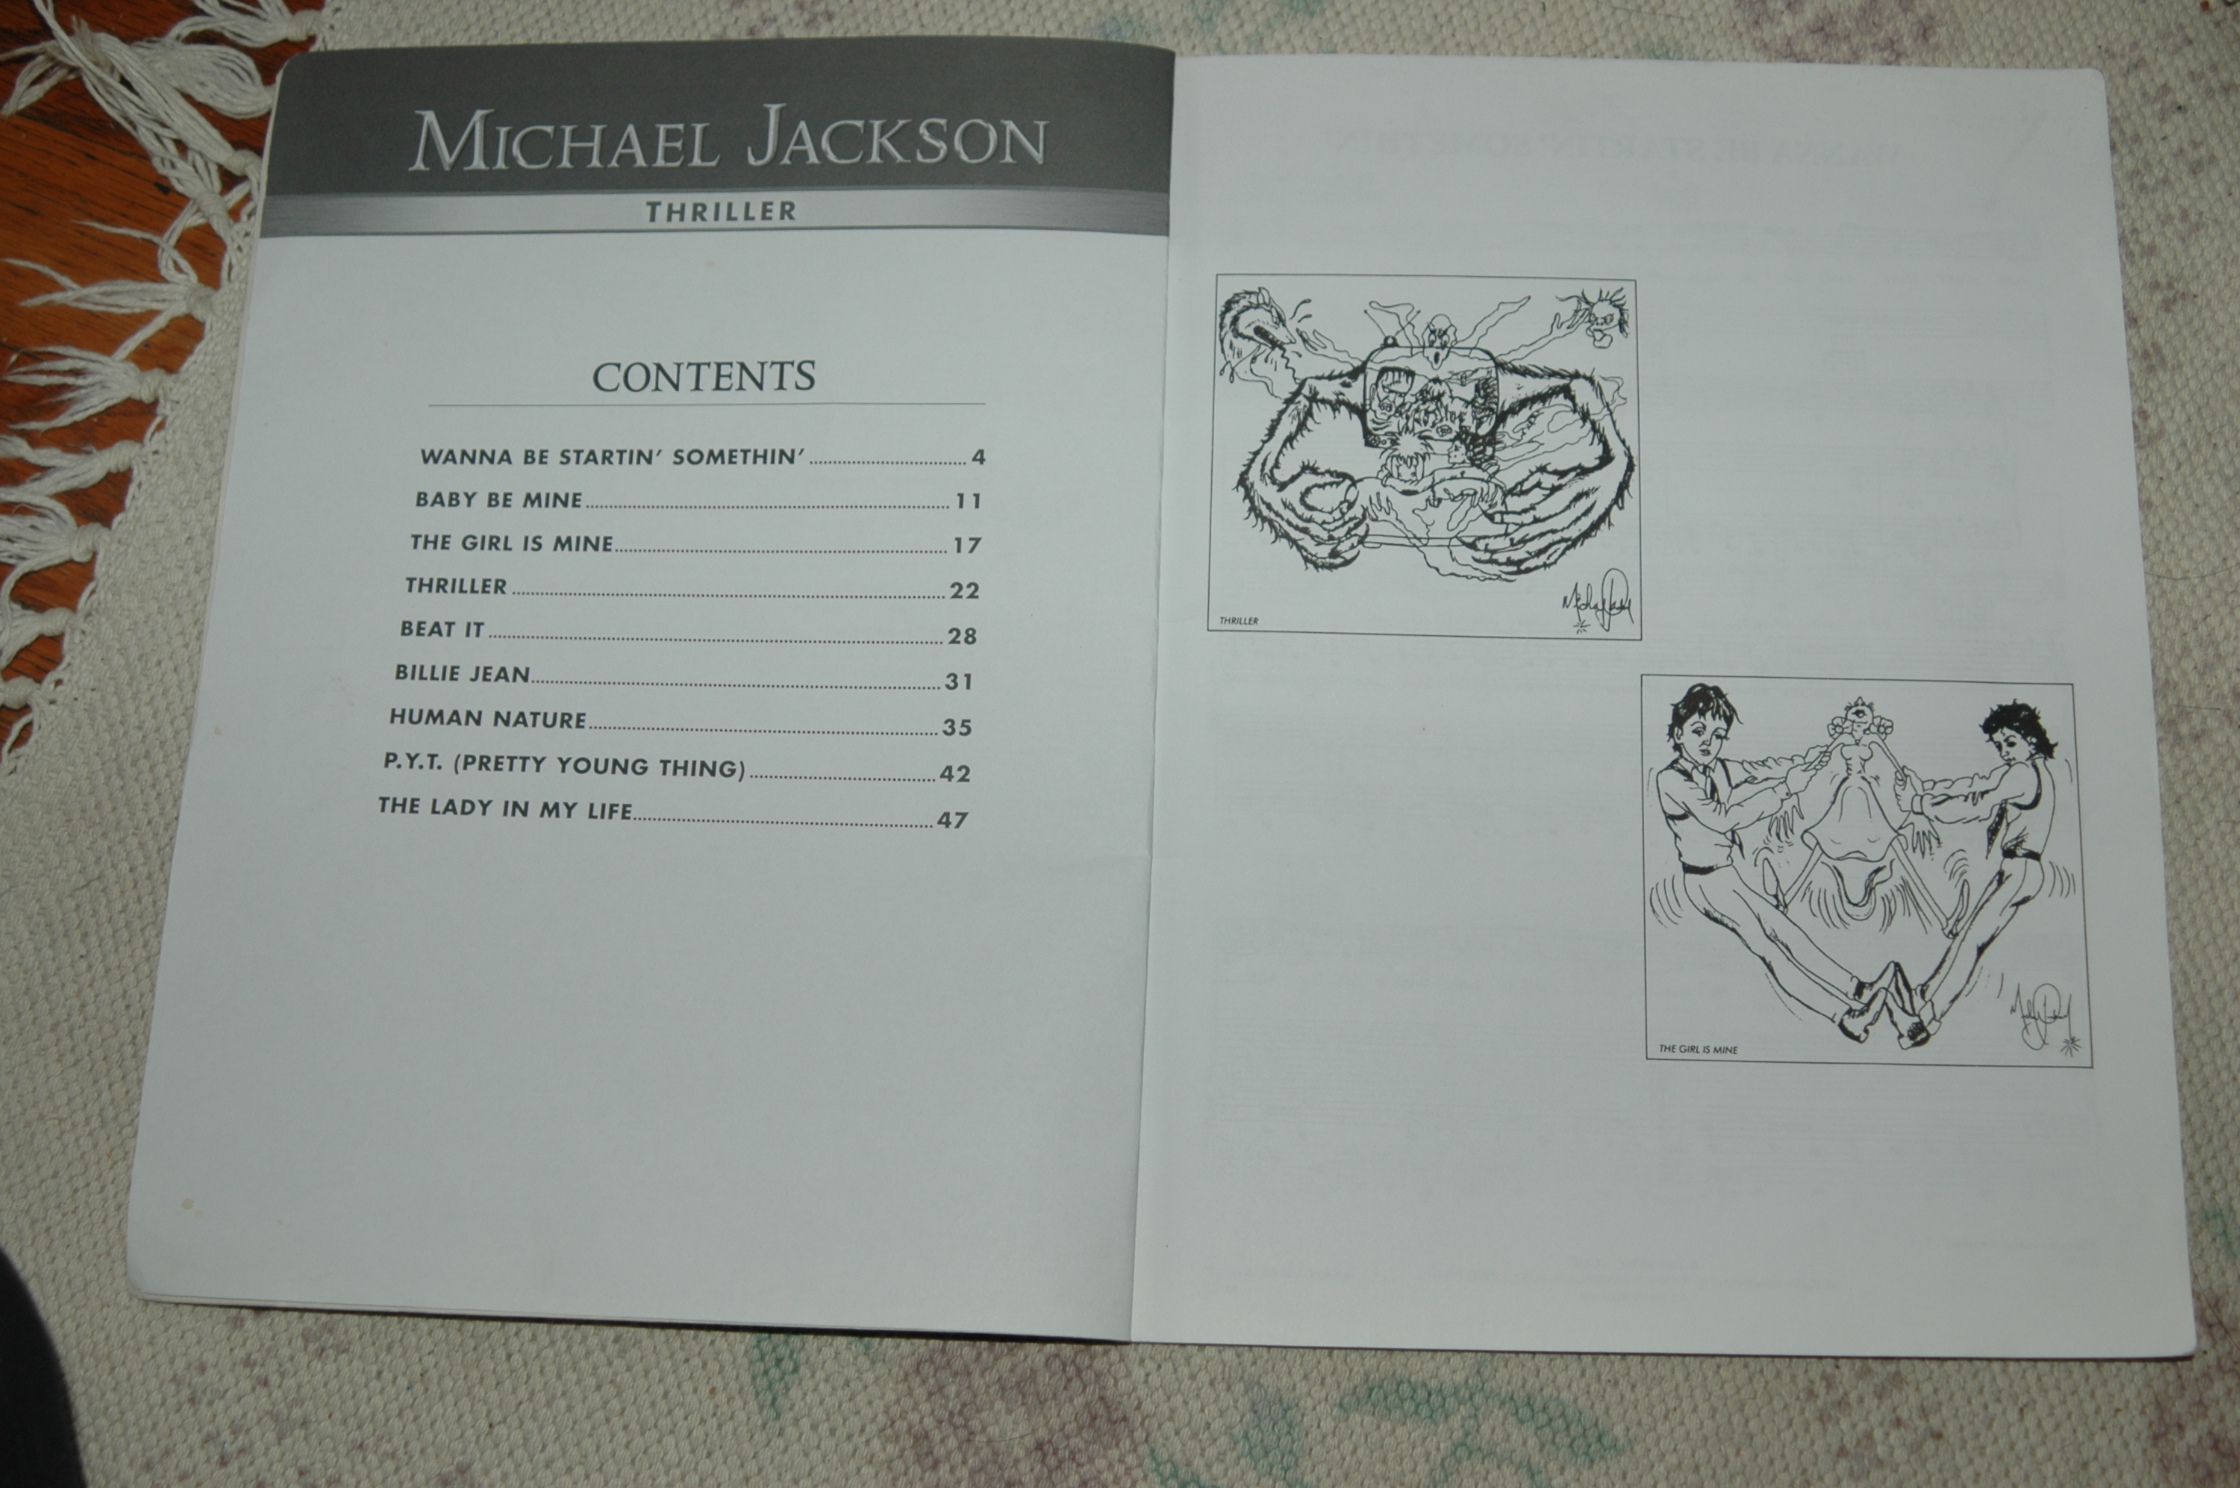 MICHAEL JACKSON
THRILLER
CONTENTS
WANNA BE STARTIN' SOMETHIN'..........4
BABY BE MINE..........11
THE GIRL IS MINE..........17
THRILLER..........22
BEAT IT..........28
BILLIE JEAN..........31
HUMAN NATURE..........35
P.Y.T. (PRETTY YOUNG THING)..........42
THE LADY IN MY LIFE..........47
THRILLER
THE GIRL IS MINE